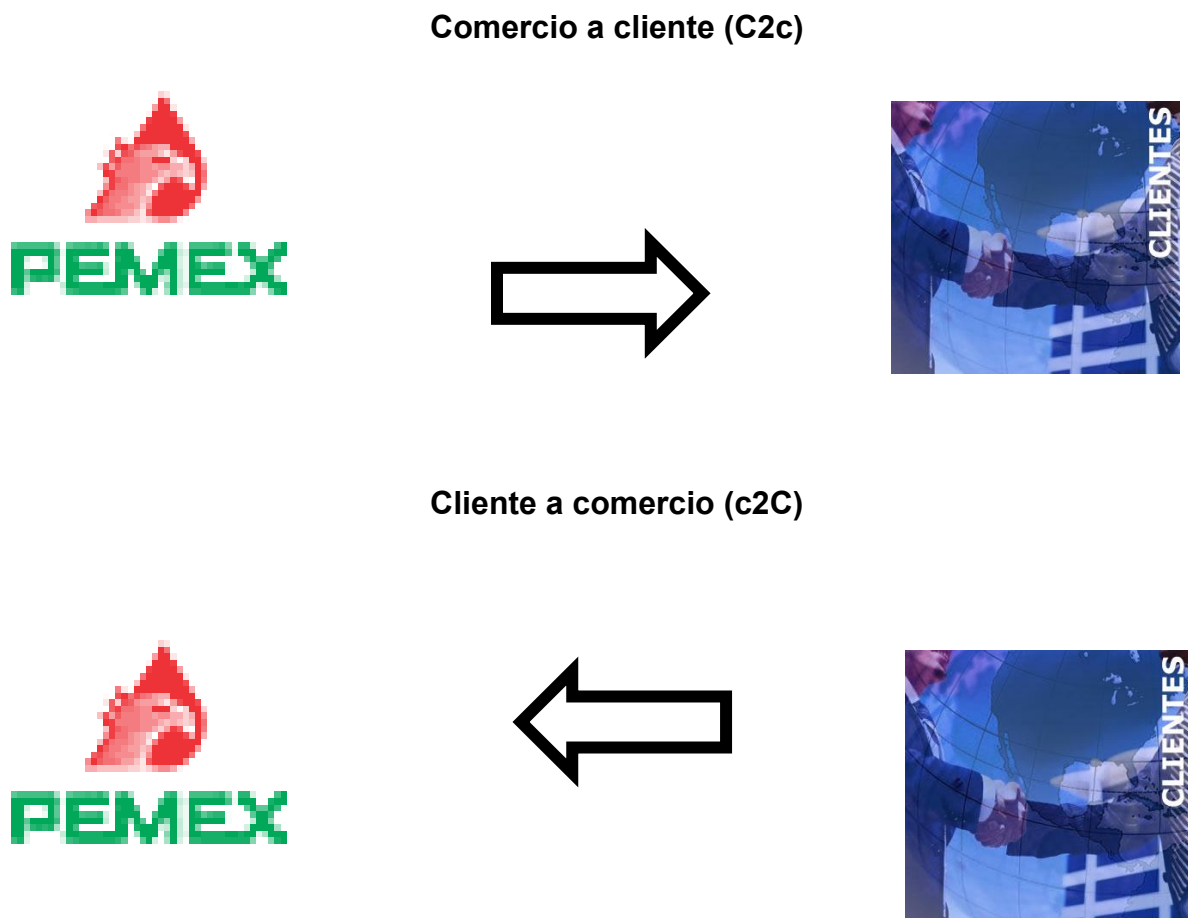 Comercio a cliente (C2c)
PEMEX
CLIENTES
Cliente a comercio (c2C)
PEMEX
CLIENTES